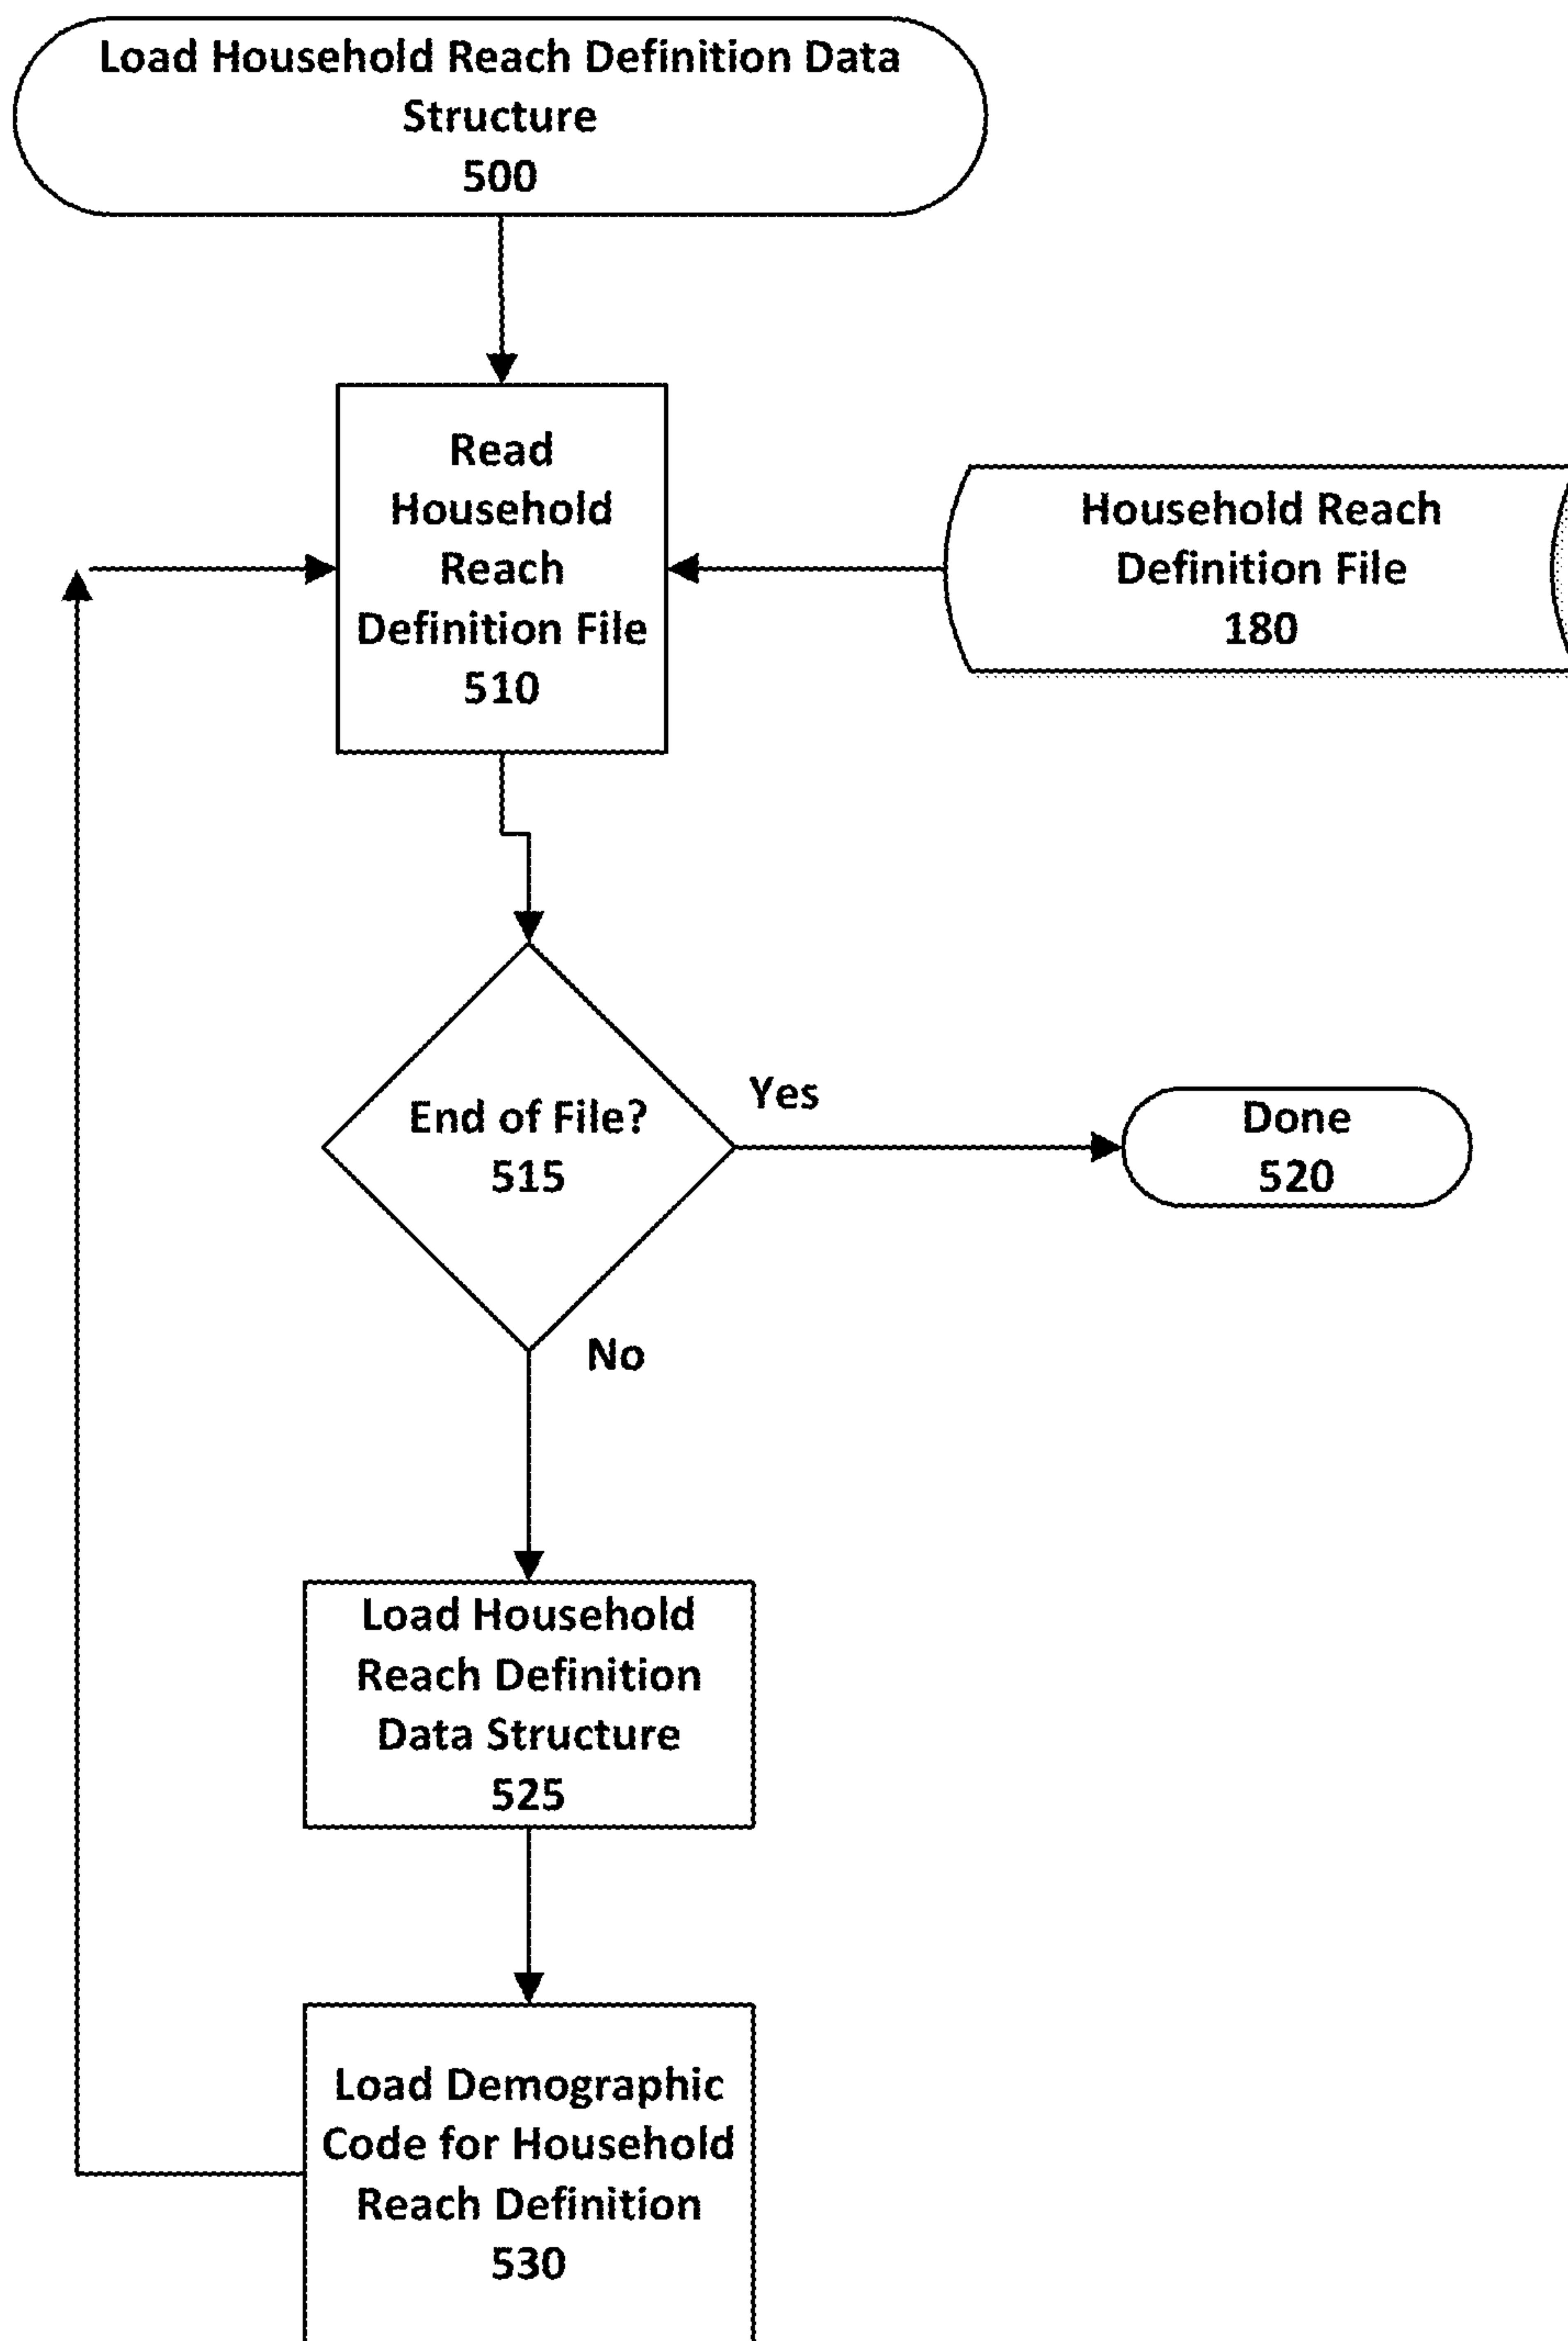 Load Household Reach Definition Data
Structure
500
Read
Household
Reach
Definition File
510
Household Reach
Definition File
180
End of File?
515
Yes
Done
520
No
Load Household
Reach Definition
Data Structure
525
Load Demographic
Code for Household
Reach Definition
530